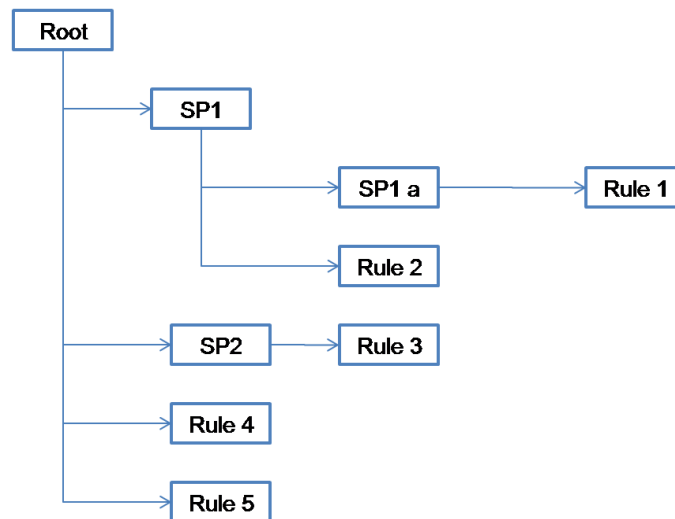 Root
SP1
SP1 a
Rule 1
Rule 2
SP2
Rule 3
Rule 4
Rule 5